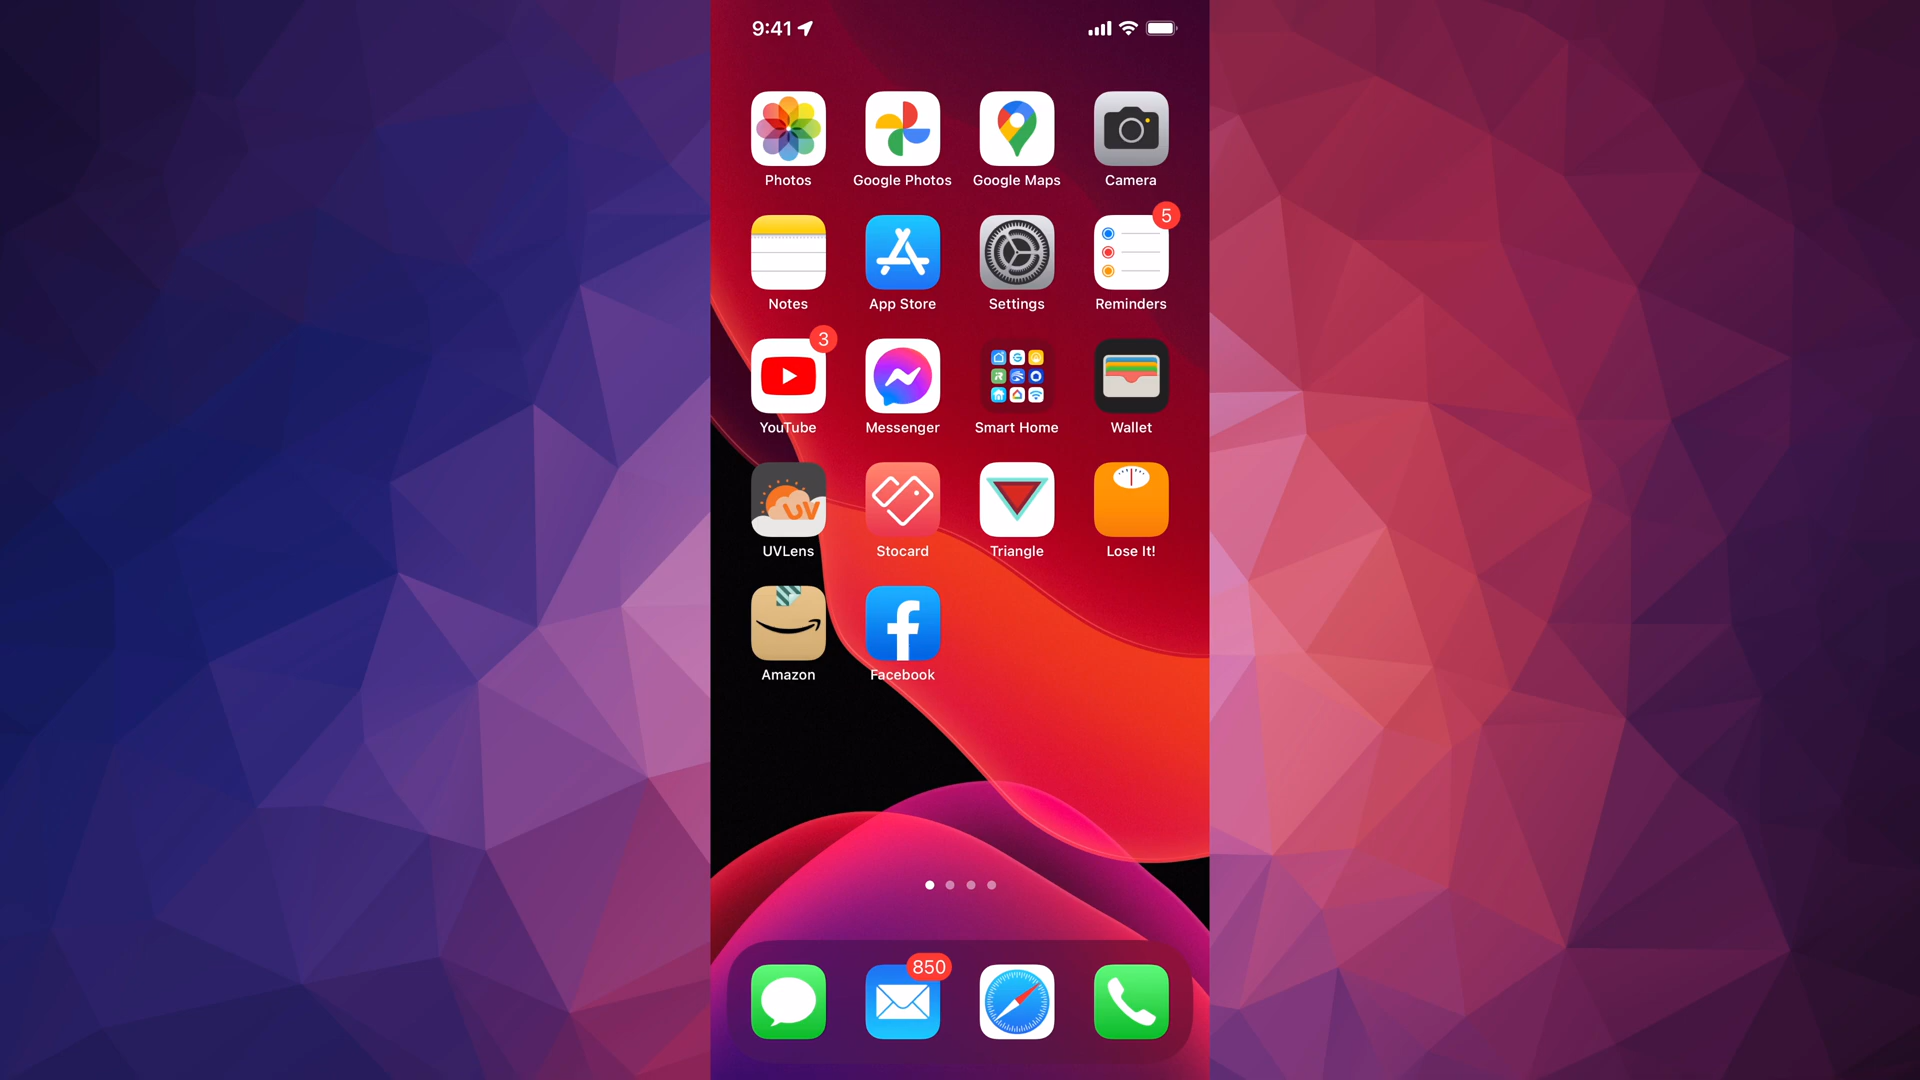 9:41
Photos Google Photos Google Maps Camera
5
Notes App Store Settings Reminders
3
YouTube Messenger Smart Home Wallet
UV
UVLens Stocard Triangle Lose It!
Amazon Facebook
850